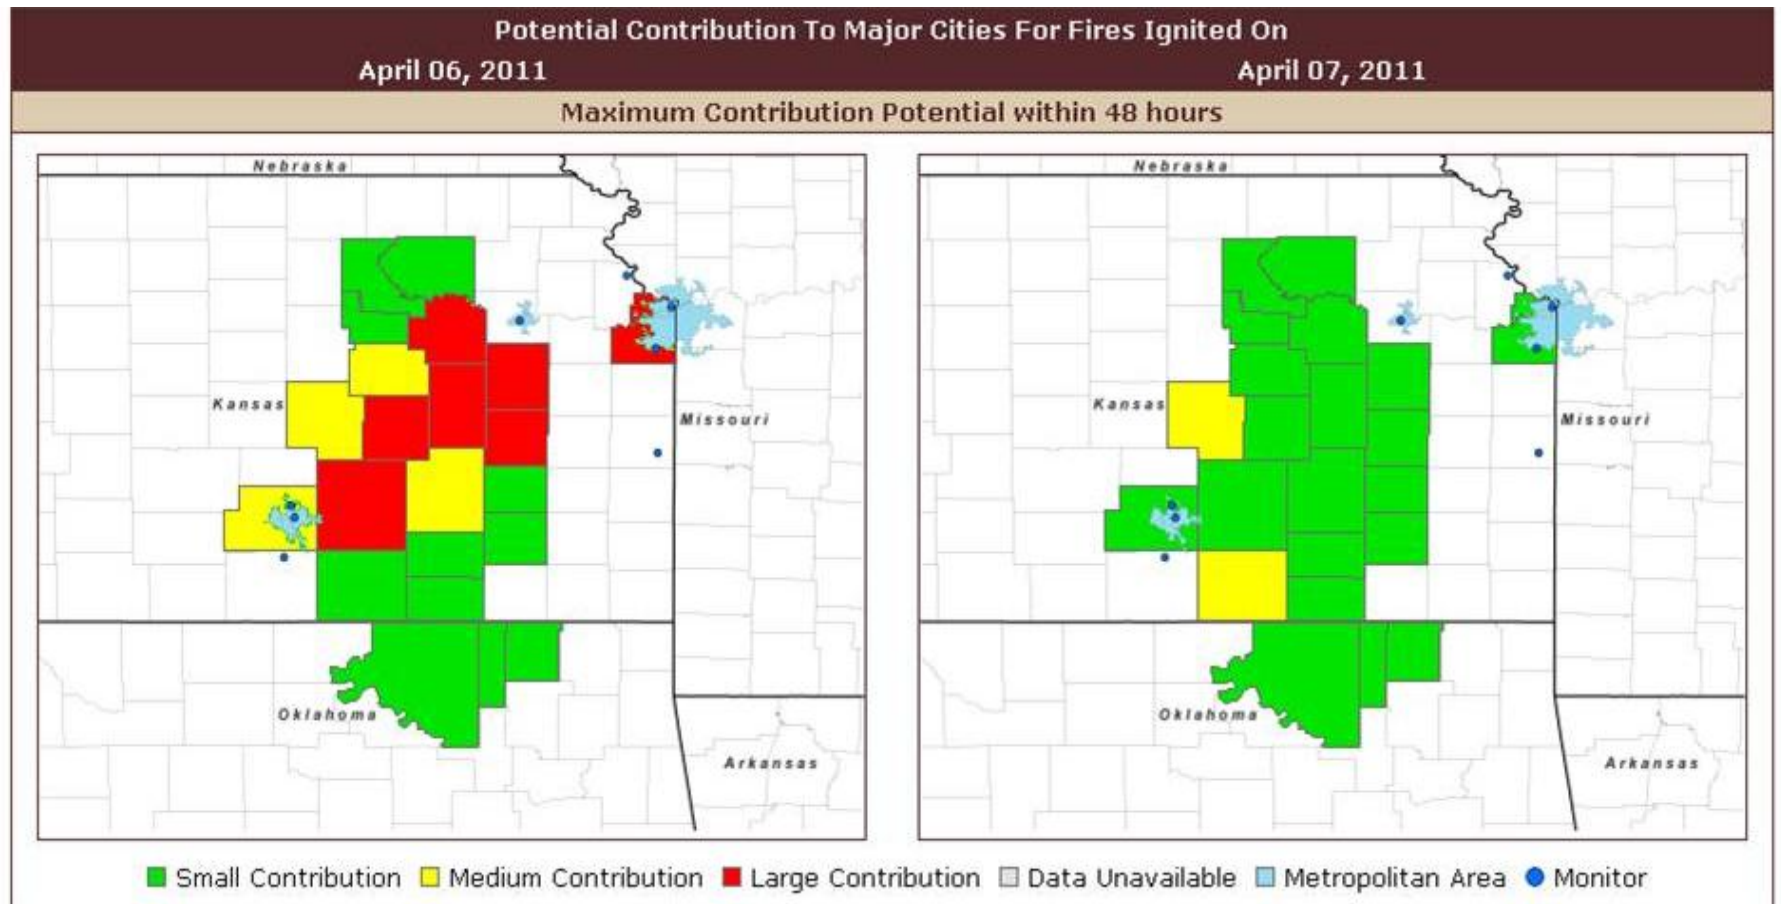 Potential Contribution To Major Cities For Fires Ignited On
April 06, 2011 April 07, 2011
Maximum Contribution Potential within 48 hours
Nebraska Nebraska
Kansas Kansas
Missouri Missouri
Oklahoma Oklahoma
Arkansas Arkansas
Small Contribution Medium Contribution Large Contribution Data Unavailable Metropolitan Area Monitor